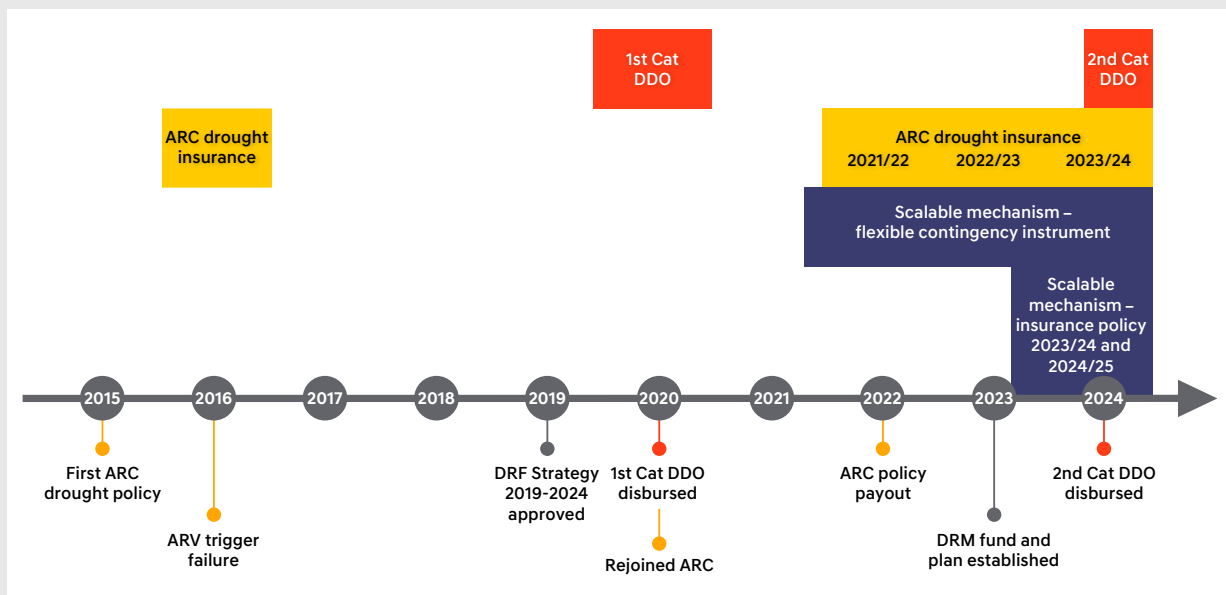 1st Cat
DDO
2nd Cat
DDO
ARC drought
insurance
ARC drought insurance
2021/22 2022/23 2023/24
Scalable mechanism –
flexible contingency instrument
Scalable
mechanism –
insurance policy
2023/24 and
2024/25
2015 2016 2017 2018 2019 2020 2021 2022 2023 2024
First ARC
drought policy
ARV trigger
failure
DRF Strategy
2019-2024
approved
1st Cat DDO
disbursed
Rejoined ARC
ARC policy
payout
DRM fund and
plan established
2nd Cat DDO
disbursed